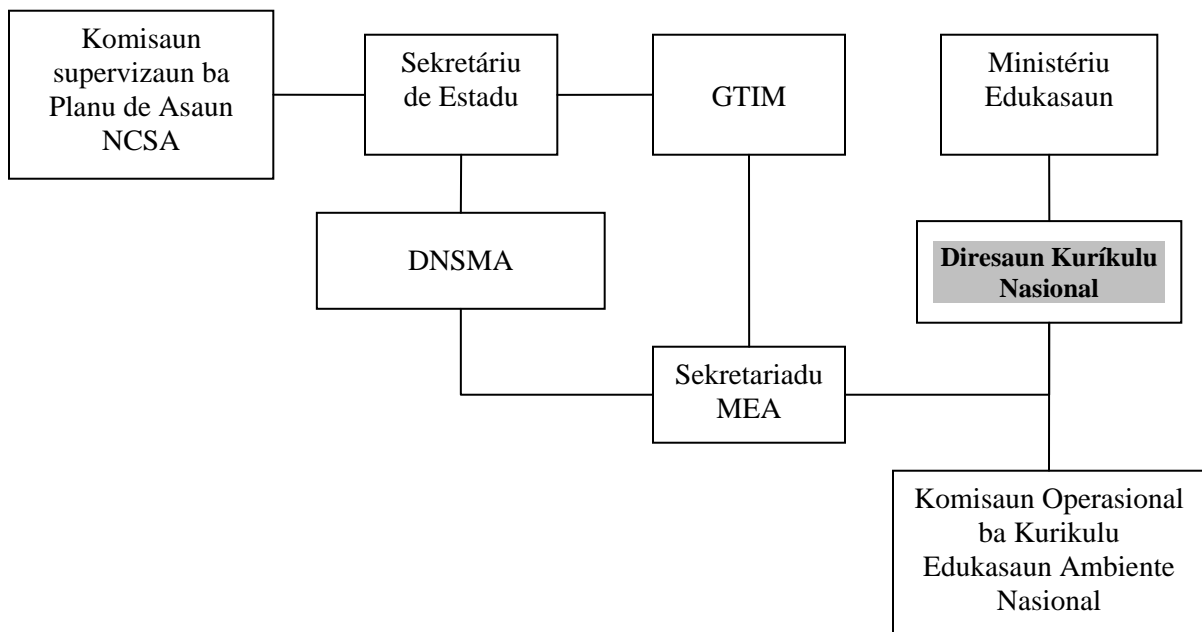 Komisaun
supervizaun ba
Planu de Asaun
NCSA
Sekretáriu
de Estadu
GTIM
Ministériu
Edukasaun
DNSMA
Diresaun Kuríkulu
Nasional
Sekretariadu
MEA
Komisaun Operasional
ba Kurikulu
Edukasaun Ambiente
Nasional